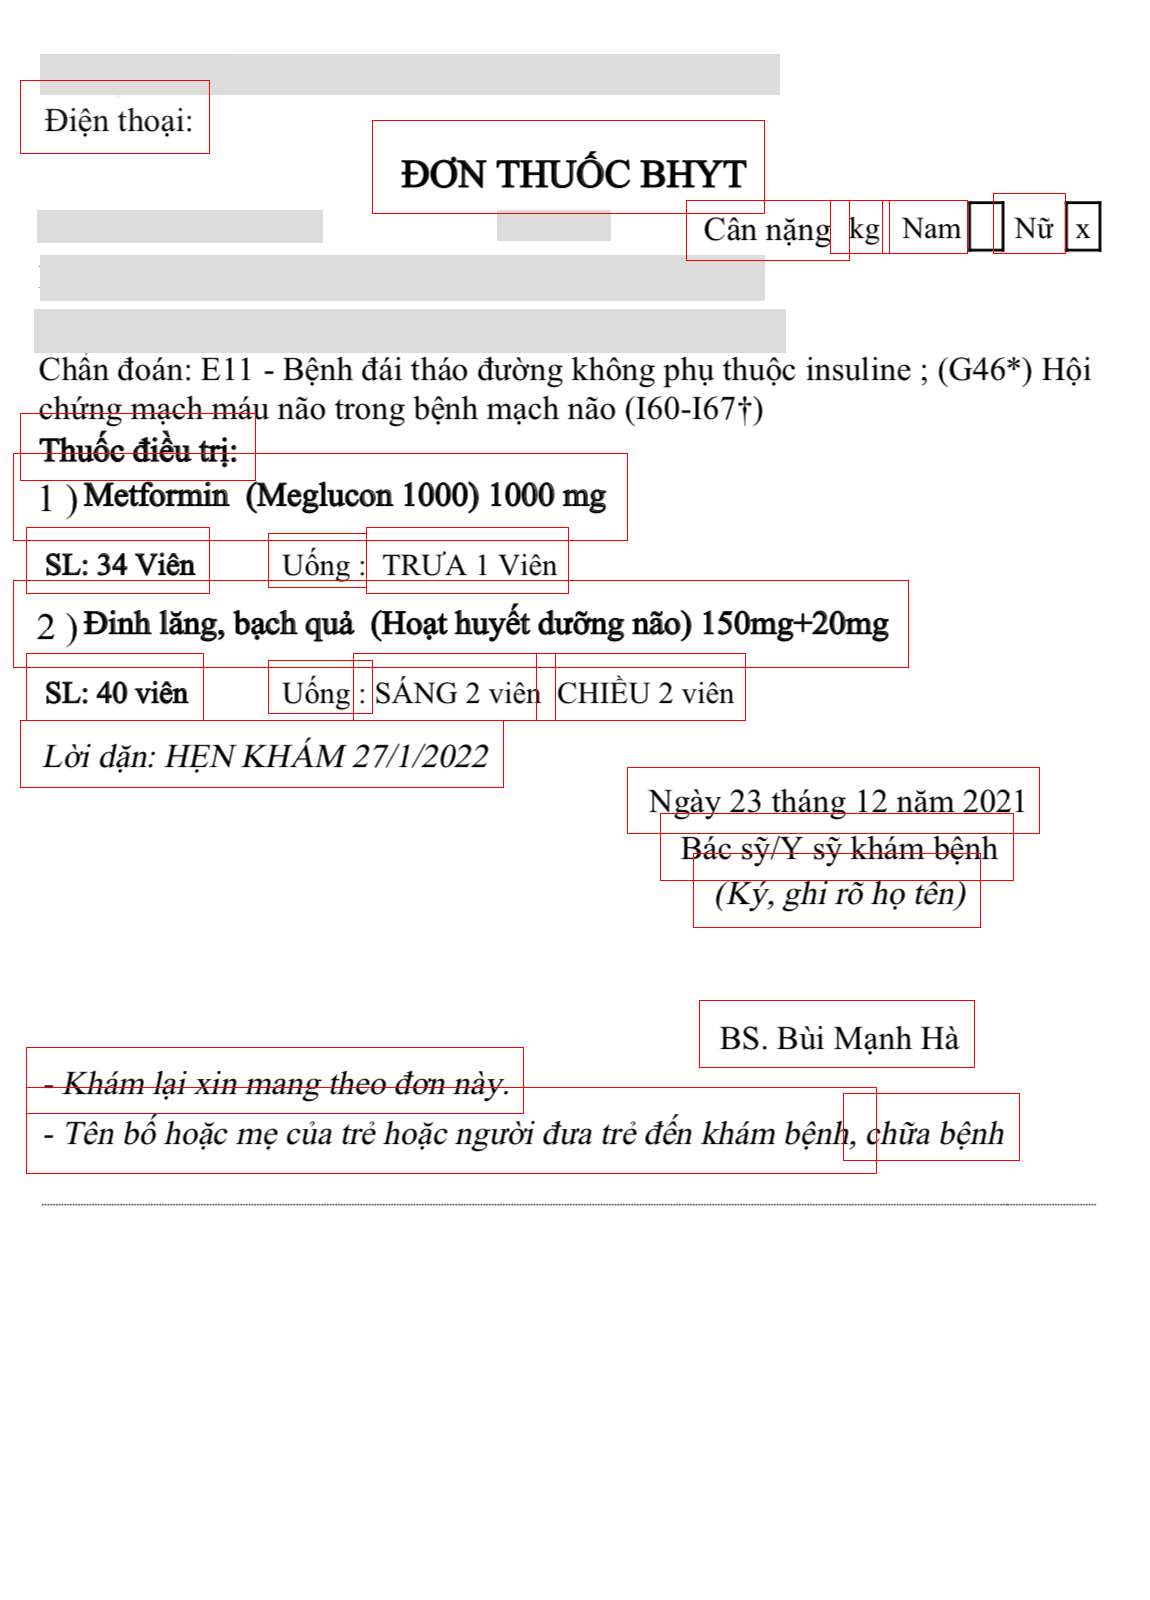 Điện thoại:
ĐƠN THUỐC BHYT
Cân nặng kg Nam Nữ x
Chẩn đoán: E11 - Bệnh đái tháo đường không phụ thuộc insuline ; (G46*) Hội
chứng mạch máu não trong bệnh mạch não (I60-I67†)
Thuốc điều trị:
1 ) Metformin (Meglucon 1000) 1000 mg
SL: 34 Viên Uống : TRƯA 1 Viên
2 ) Đinh lăng, bạch quả (Hoạt huyết dưỡng não) 150mg+20mg
SL: 40 viên Uống : SÁNG 2 viên CHIỀU 2 viên
Lời dặn: HẸN KHÁM 27/1/2022
Ngày 23 tháng 12 năm 2021
Bác sỹ/Y sỹ khám bệnh
(Ký, ghi rõ họ tên)
BS. Bùi Mạnh Hà
- Khám lại xin mang theo đơn này.
- Tên bố hoặc mẹ của trẻ hoặc người đưa trẻ đến khám bệnh, chữa bệnh